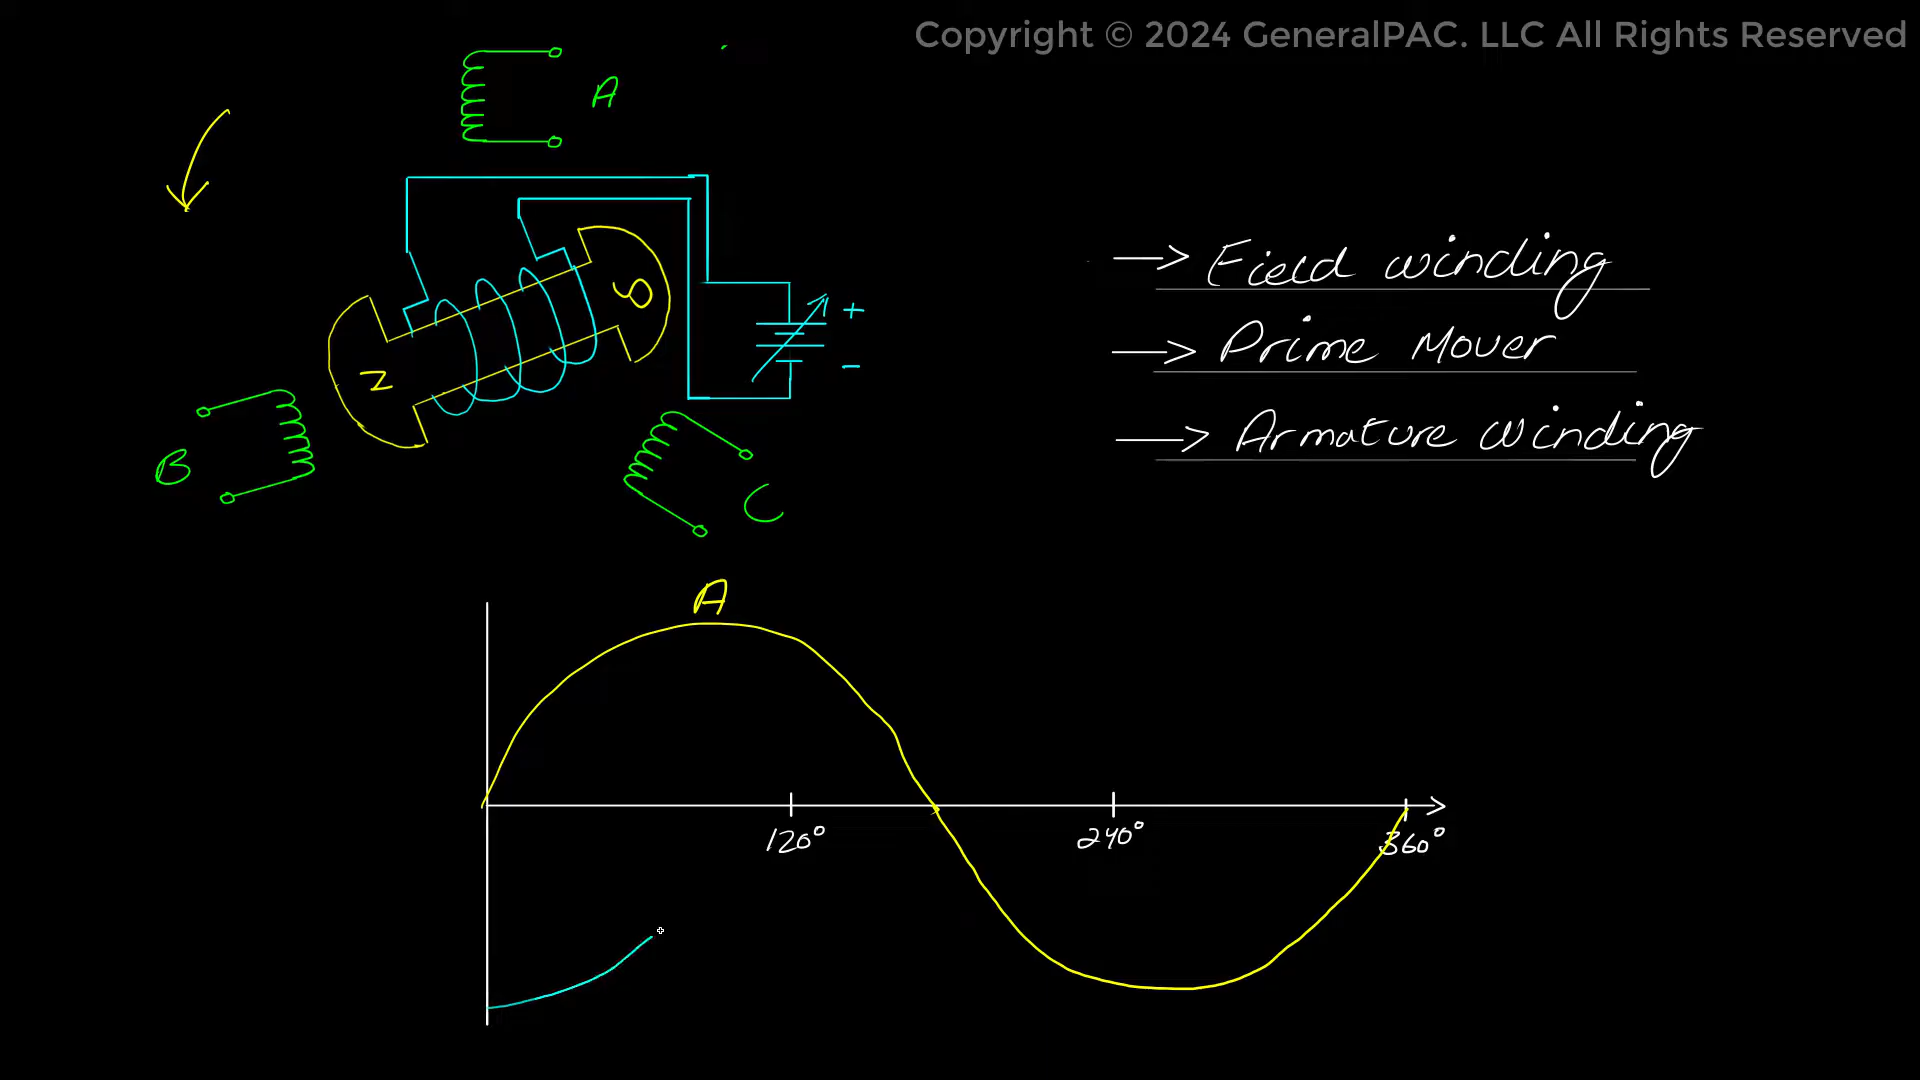 Copyright © 2024 GeneralPAC. LLC All Rights Reserved
A
+
-
N
S
B
C
→ Field winding
→ Prime Mover
→ Armature winding
A
120° 240° 360°